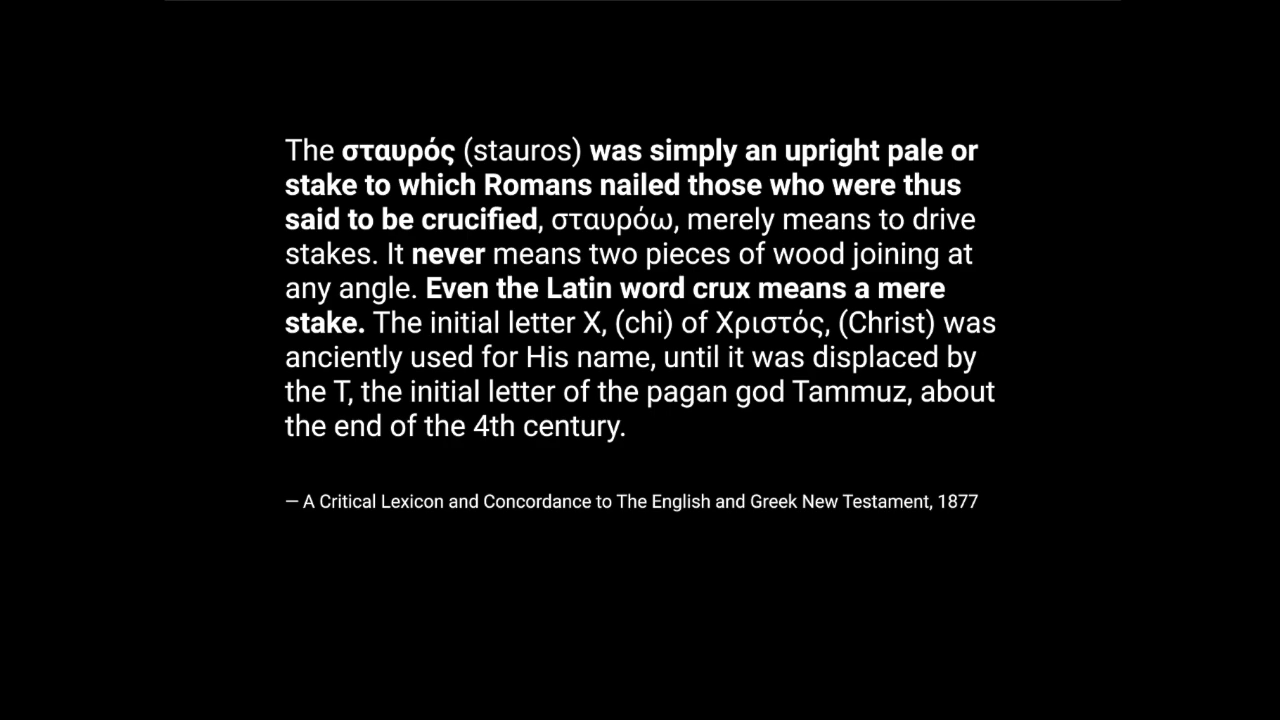 The σταυρός (stauros) was simply an upright pale or
stake to which Romans nailed those who were thus
said to be crucified, σταυρόω, merely means to drive
stakes. It never means two pieces of wood joining at
any angle. Even the Latin word crux means a mere
stake. The initial letter Χ, (chi) of Χριστός, (Christ) was
anciently used for His name, until it was displaced by
the T, the initial letter of the pagan god Tammuz, about
the end of the 4th century.
— A Critical Lexicon and Concordance to The English and Greek New Testament, 1877